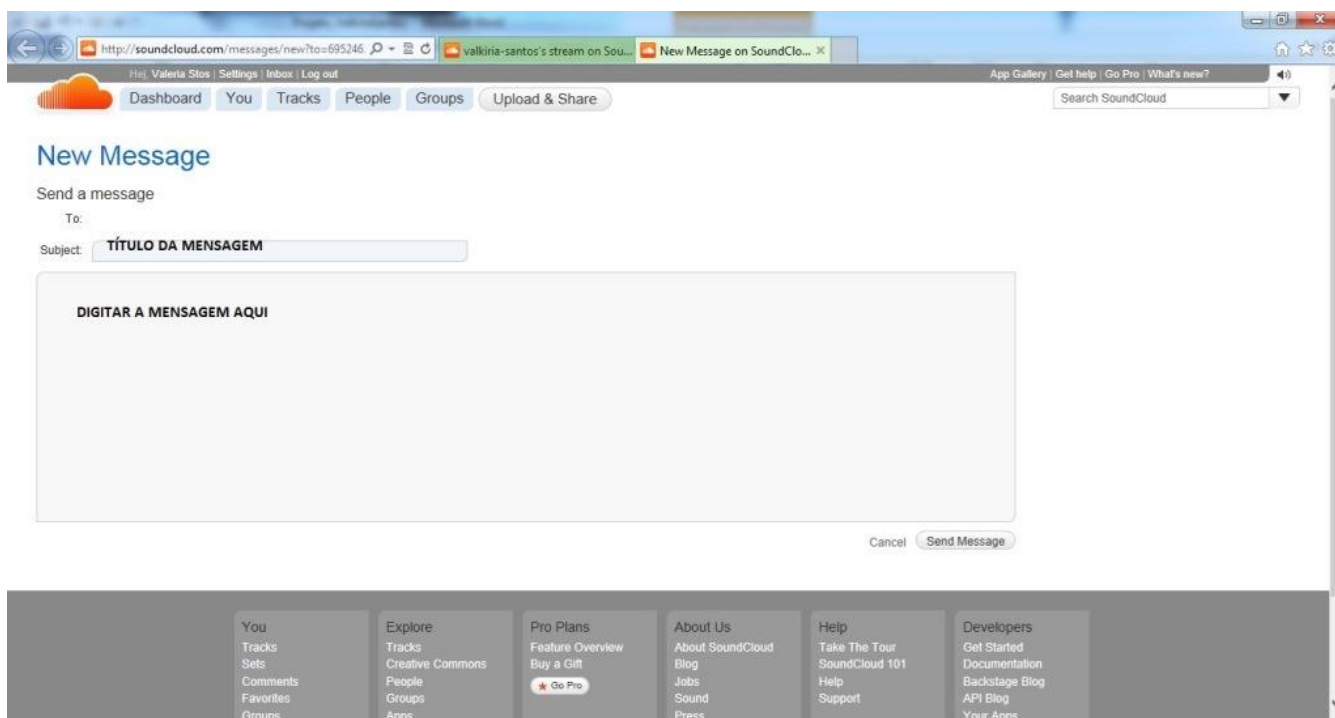 http://soundcloud.com/messages/new?to=695246 valkiria-santos's stream on Sou... New Message on SoundClo...
Hej, Valeria Stos | Settings | Inbox | Log out App Gallery | Get help | Go Pro | What's new?
Dashboard You Tracks People Groups Upload & Share Search SoundCloud
New Message
Send a message
To:
Subject: TÍTULO DA MENSAGEM
DIGITAR A MENSAGEM AQUI
Cancel Send Message
You Explore Pro Plans About Us Help Developers
Tracks Tracks Feature Overview About SoundCloud Take The Tour Get Started
Sets Creative Commons Buy a Gift Blog SoundCloud 101 Documentation
Comments People Go Pro Jobs Help Backstage Blog
Favorites Groups Sound Support API Blog
Groups Apps Press Your Apps